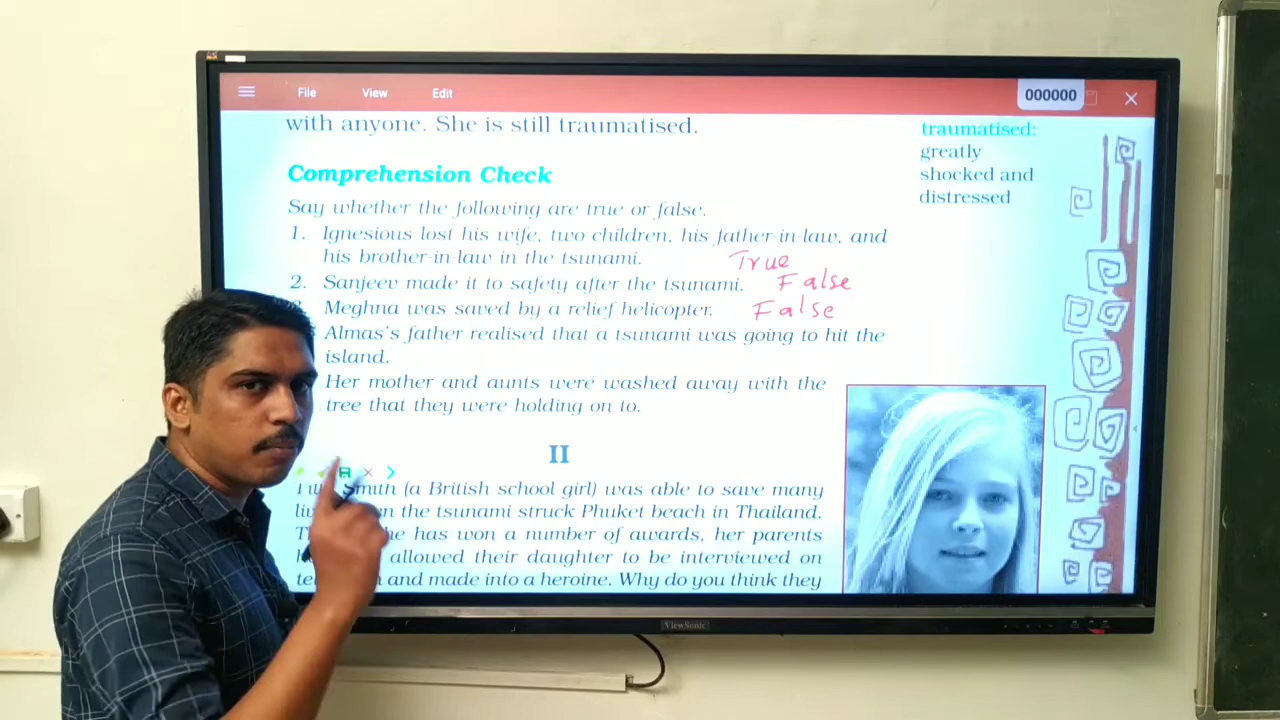 File View Edit 000000
with anyone. She is still traumatised.
traumatised:
greatly
shocked and
distressed
Comprehension Check
Say whether the following are true or false.
1. Ignesious lost his wife, two children, his father-in-law, and
his brother-in-law in the tsunami. True
2. Sanjeev made it to safety after the tsunami. False
Meghna was saved by a relief helicopter. False
Almas's father realised that a tsunami was going to hit the
island.
Her mother and aunts were washed away with the
tree that they were holding on to.
II
Smith (a British school girl) was able to save many
the tsunami struck Phuket beach in Thailand.
has won a number of awards, her parents
allowed their daughter to be interviewed on
and made into a heroine. Why do you think they
ViewSonic